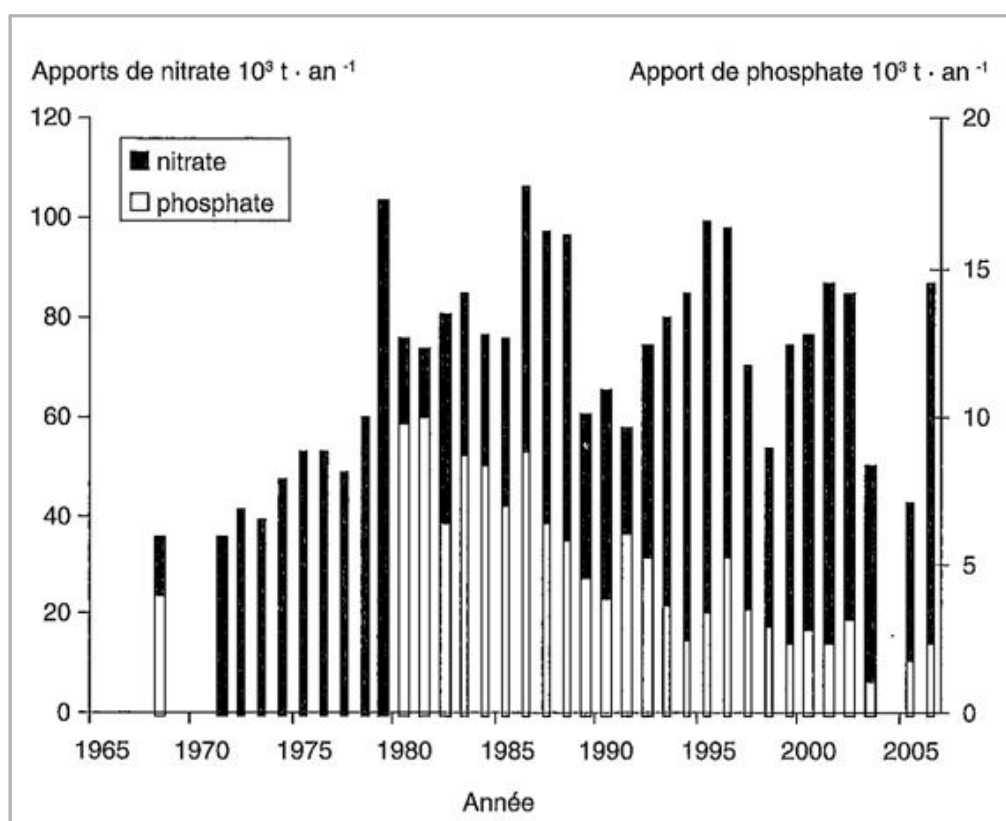 Apports de nitrate 10³ t · an ⁻¹
Apport de phosphate 10³ t · an ⁻¹
120
100
80
60
40
20
0
nitrate
phosphate
20
15
10
5
0
1965 1970 1975 1980 1985 1990 1995 2000 2005
Année